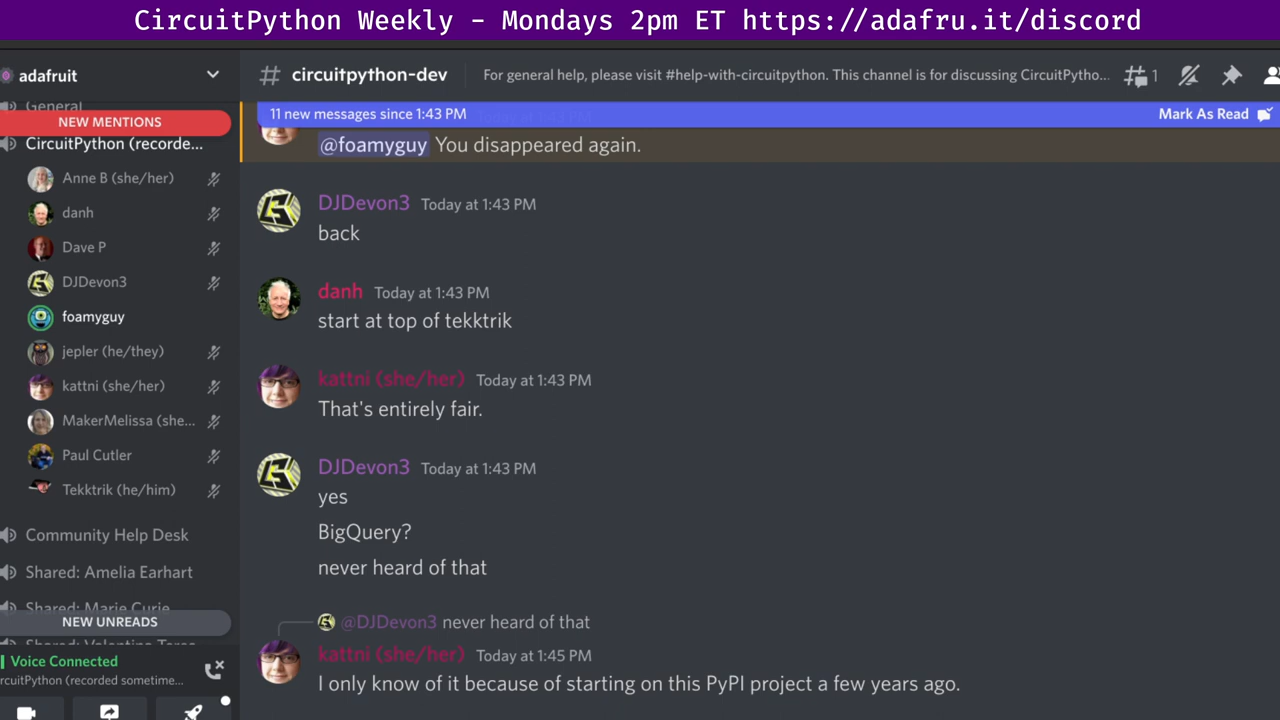 CircuitPython Weekly - Mondays 2pm ET https://adafru.it/discord
adafruit
General
NEW MENTIONS
CircuitPython (recorde...
Anne B (she/her)
danh
Dave P
DJDevon3
foamyguy
jepler (he/they)
kattni (she/her)
MakerMelissa (she...
Paul Cutler
Tekktrik (he/him)
Community Help Desk
Shared: Amelia Earhart
Shared: Marie Curie
NEW UNREADS
Voice Connected
rcuitPython (recorded sometime...
# circuitpython-dev
For general help, please visit #help-with-circuitpython. This channel is for discussing CircuitPytho...
1
11 new messages since 1:43 PM
Mark As Read
@foamyguy You disappeared again.
DJDevon3 Today at 1:43 PM
back
danh Today at 1:43 PM
start at top of tekktrik
kattni (she/her) Today at 1:43 PM
That's entirely fair.
DJDevon3 Today at 1:43 PM
yes
BigQuery?
never heard of that
@DJDevon3 never heard of that
kattni (she/her) Today at 1:45 PM
I only know of it because of starting on this PyPI project a few years ago.